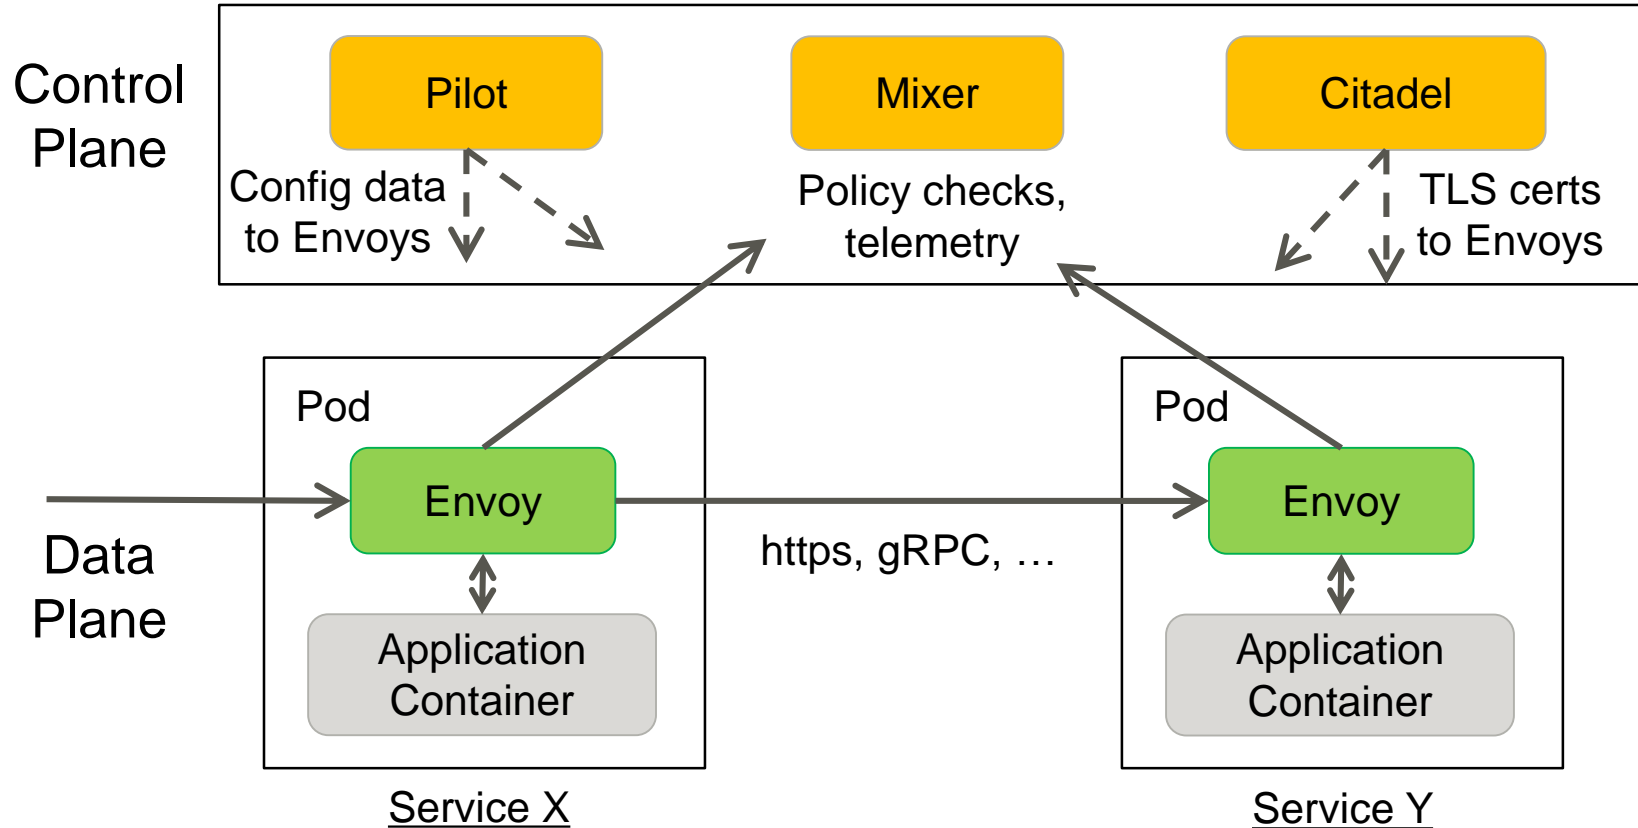 Control
Plane
Pilot
Mixer
Citadel
Config data
to Envoys
Policy checks,
telemetry
TLS certs
to Envoys
Pod
Pod
Envoy
Envoy
Data
Plane
https, gRPC, …
Application
Container
Application
Container
Service X
Service Y